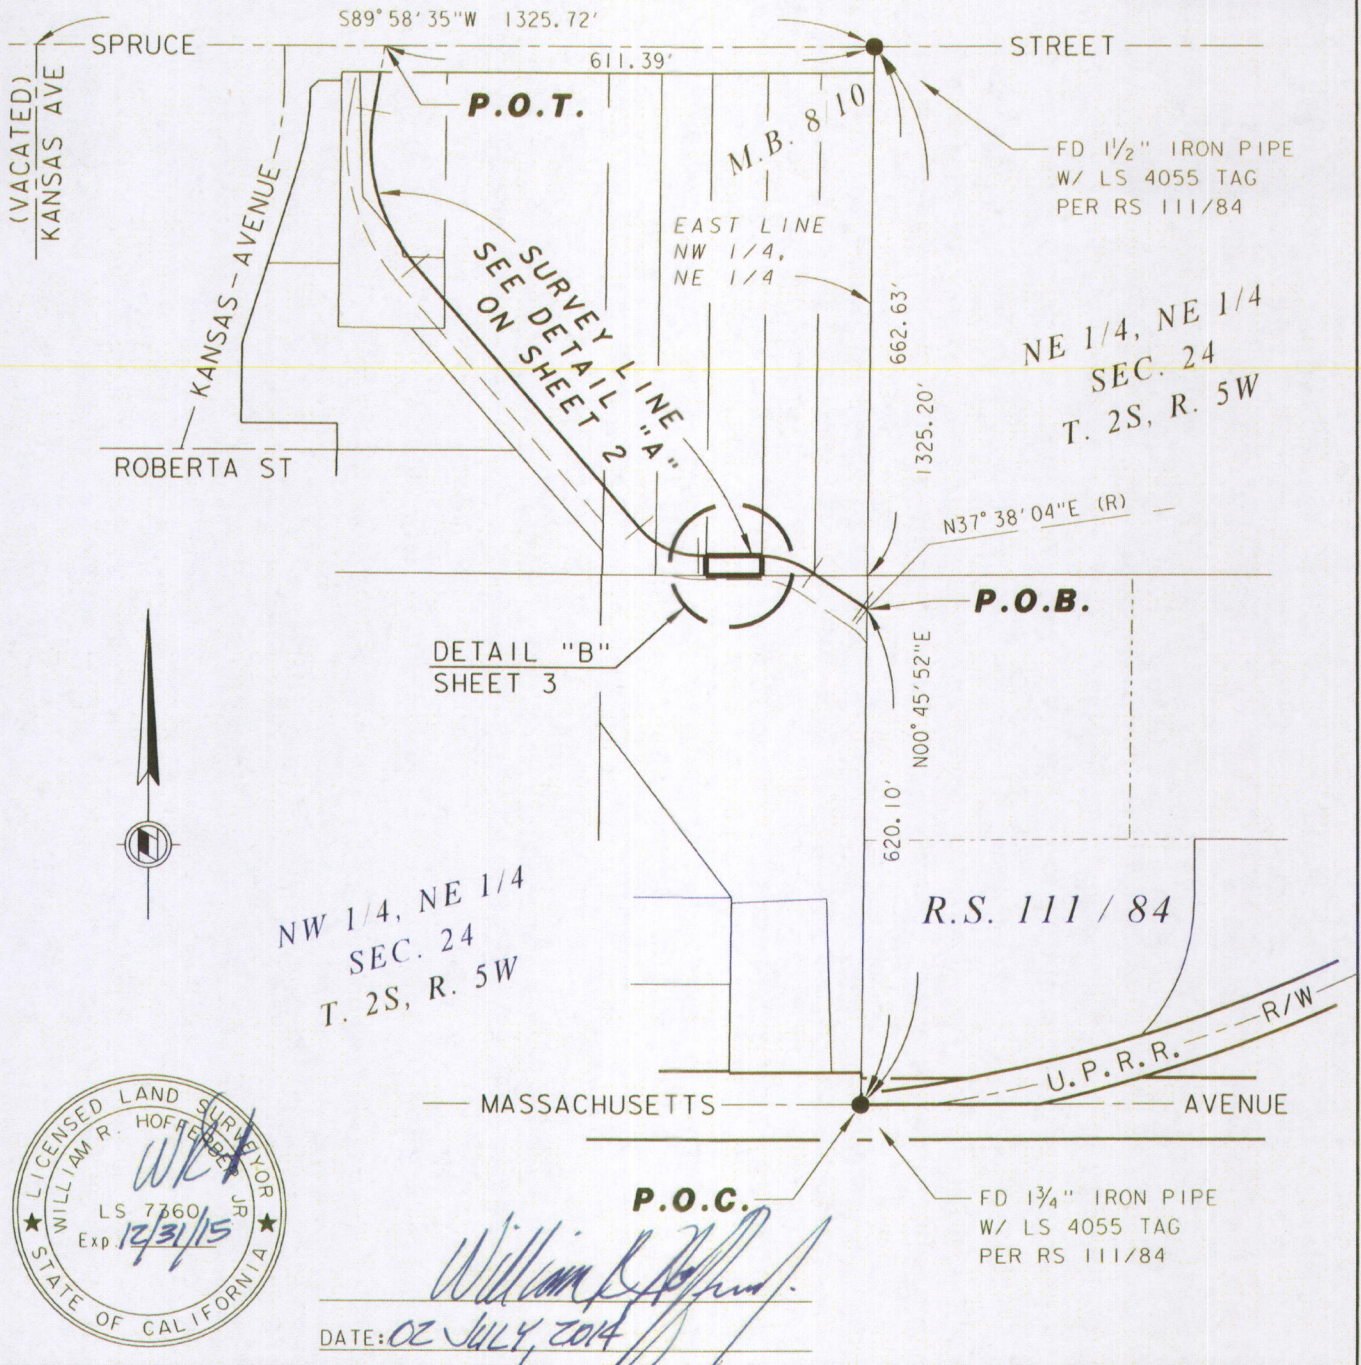 S89°58'35"W 1325.72'
SPRUCE
STREET
611.39'
(VACATED)
KANSAS AVE
P.O.T.
M.B. 8/10
FD 1½" IRON PIPE
W/ LS 4055 TAG
PER RS 111/84
KANSAS AVENUE
EAST LINE
NW 1/4,
NE 1/4
SURVEY LINE
SEE DETAIL "A"
ON SHEET 2
662.63'
1325.20'
NE 1/4, NE 1/4
SEC. 24
T. 2S, R. 5W
ROBERTA ST
N37°38'04"E (R)
P.O.B.
DETAIL "B"
SHEET 3
N00°45'52"E
620.10'
NW 1/4, NE 1/4
SEC. 24
T. 2S, R. 5W
R.S. 111 / 84
U.P.R.R. R/W
MASSACHUSETTS
AVENUE
P.O.C.
FD 1¾" IRON PIPE
W/ LS 4055 TAG
PER RS 111/84
LICENSED LAND SURVEYOR
WILLIAM R. HOFFERBER JR
WRH
LS 7360
Exp. 12/31/15
STATE OF CALIFORNIA
DATE: 02 JULY, 2014